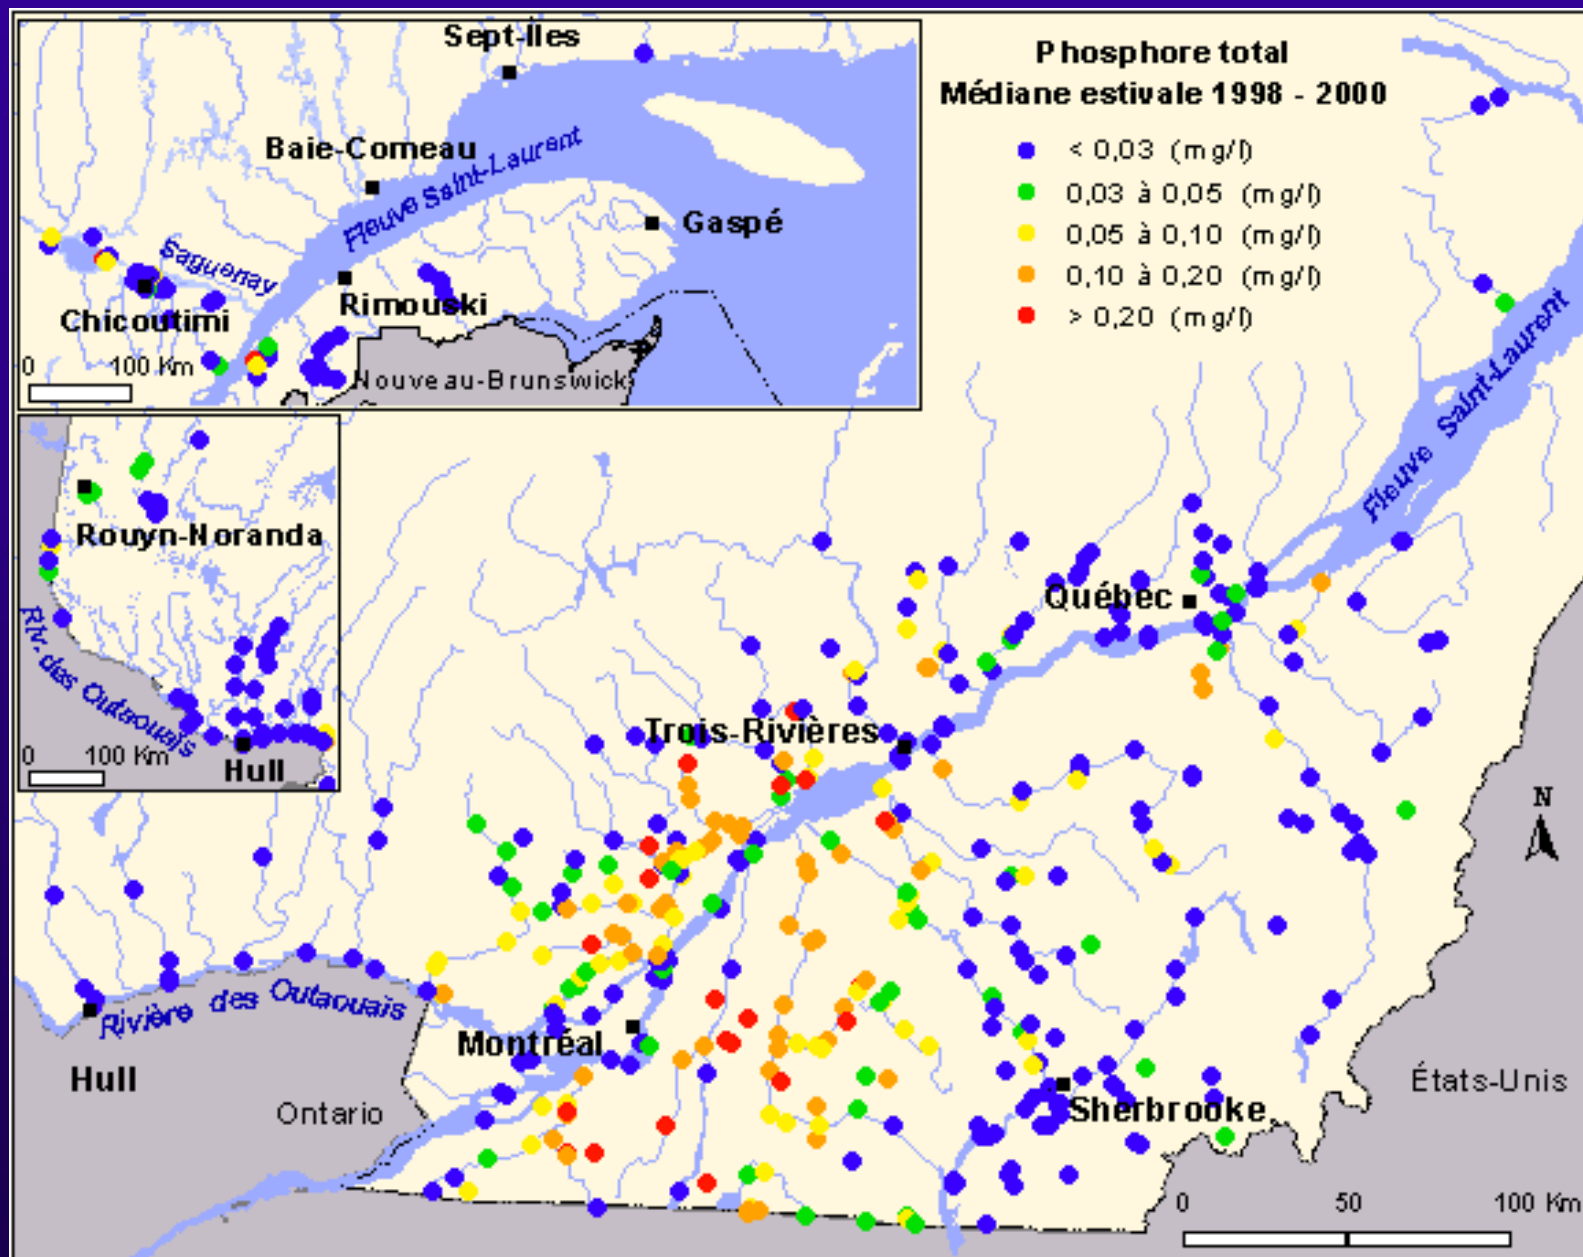 Sept-Iles
Baie-Comeau
Fleuve Saint-Laurent
Gaspé
Saguenay
Rimouski
Chicoutimi
0 100 Km
Nouveau-Brunswick
Phosphore total
Médiane estivale 1998 - 2000
< 0,03 (mg/l)
0,03 à 0,05 (mg/l)
0,05 à 0,10 (mg/l)
0,10 à 0,20 (mg/l)
> 0,20 (mg/l)
Fleuve Saint-Laurent
Rouyn-Noranda
Riv. des Outaouais
0 100 Km
Hull
Québec
Trois-Rivières
N
Rivière des Outaouais
Montréal
Hull
Ontario
Sherbrooke
États-Unis
0 50 100 Km